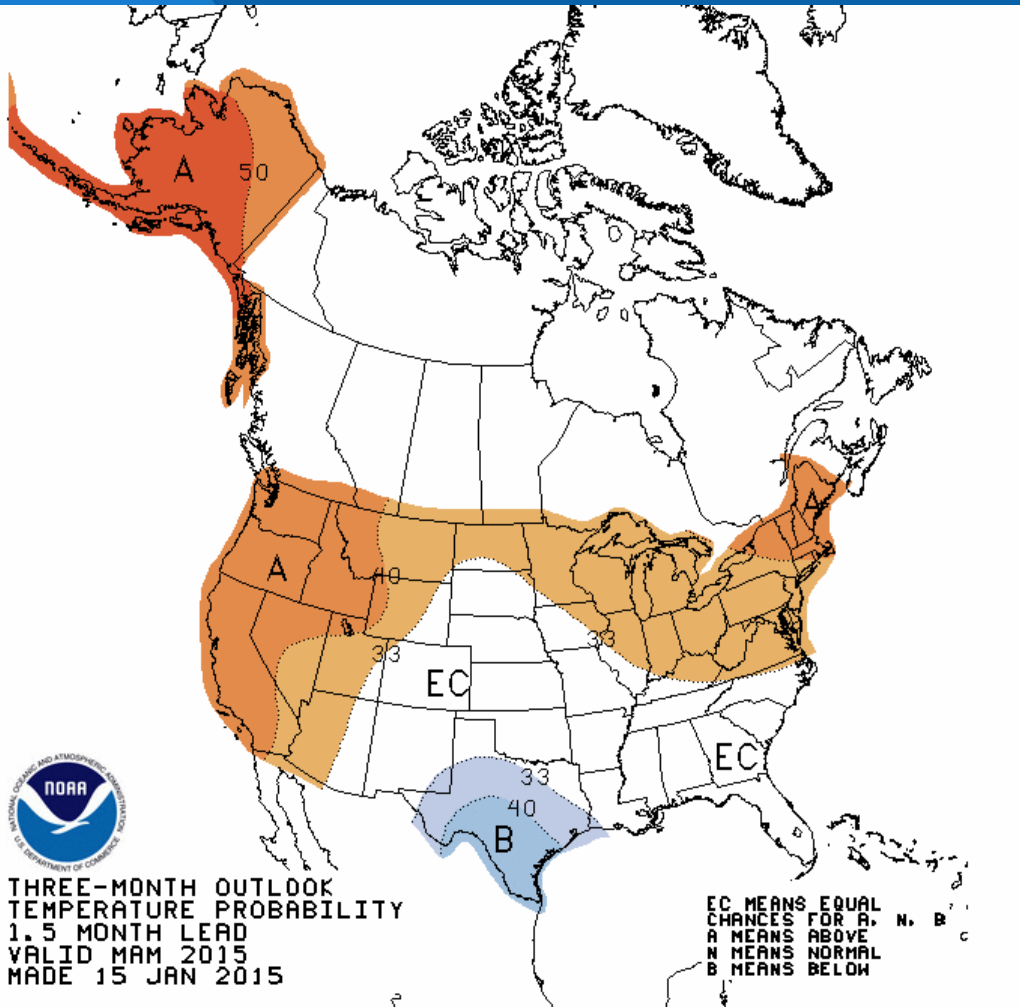 A
50
A
40
A
33
33
EC
EC
33
40
B
NATIONAL OCEANIC AND ATMOSPHERIC ADMINISTRATION
NOAA
U.S. DEPARTMENT OF COMMERCE
THREE-MONTH OUTLOOK
TEMPERATURE PROBABILITY
1.5 MONTH LEAD
VALID MAM 2015
MADE 15 JAN 2015
EC MEANS EQUAL
CHANCES FOR A, N, B
A MEANS ABOVE
N MEANS NORMAL
B MEANS BELOW